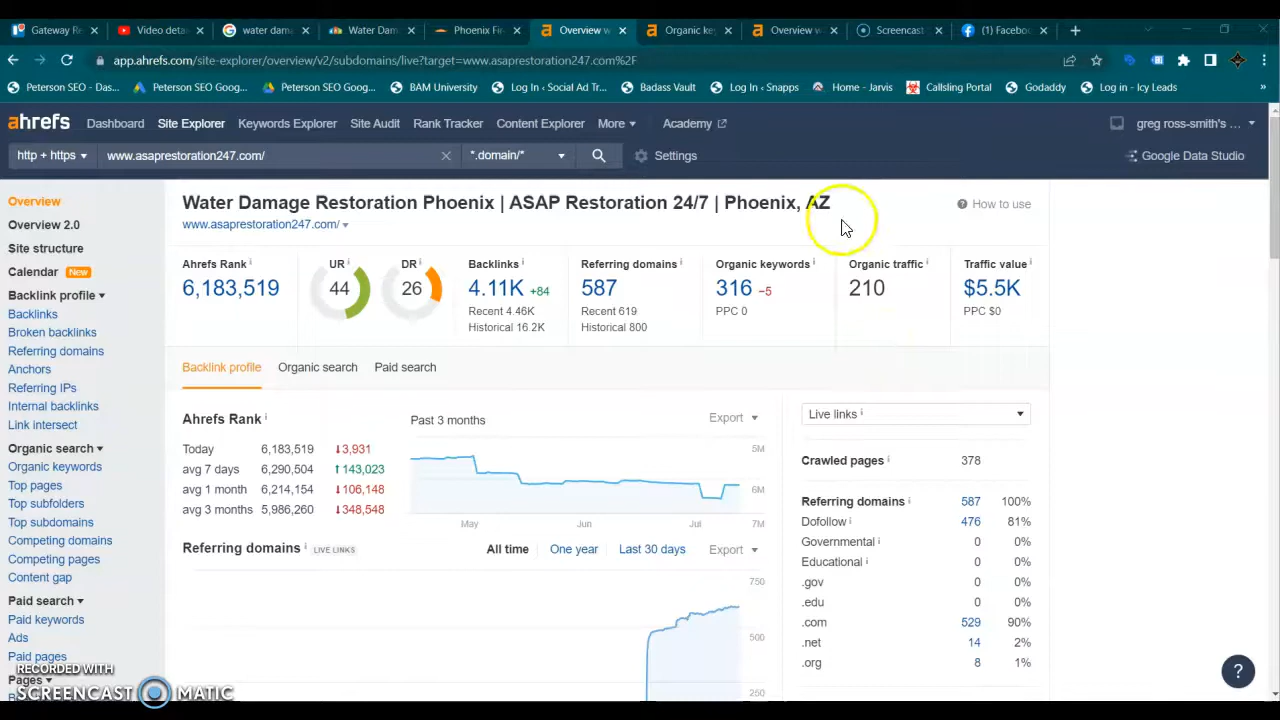 Gateway Re
Video deta
water dam
Water Dam
Phoenix Fi
Overview w
Organic key
Overview w
Screencast
(1) Faceboo
app.ahrefs.com/site-explorer/overview/v2/subdomains/live?target=www.asaprestoration247.com%2F
Peterson SEO - Das... Peterson SEO Goog... Peterson SEO Goog... BAM University Log In ‹ Social Ad Tr... Badass Vault Log In ‹ Snapps Home - Jarvis Callsling Portal Godaddy Log in - Icy Leads »
ahrefs Dashboard Site Explorer Keywords Explorer Site Audit Rank Tracker Content Explorer More Academy greg ross-smith's ...
http + https www.asaprestoration247.com/ *.domain/* Settings Google Data Studio
Overview
Overview 2.0
Site structure
Calendar New
Backlink profile
Backlinks
Broken backlinks
Referring domains
Anchors
Referring IPs
Internal backlinks
Link intersect
Organic search
Organic keywords
Top pages
Top subfolders
Top subdomains
Competing domains
Competing pages
Content gap
Paid search
Paid keywords
Ads
Paid pages
Pages
Water Damage Restoration Phoenix | ASAP Restoration 24/7 | Phoenix, AZ
How to use
www.asaprestoration247.com/
Ahrefs Rank
6,183,519
UR
44
DR
26
Backlinks
4.11K +84
Recent 4.46K
Historical 16.2K
Referring domains
587
Recent 619
Historical 800
Organic keywords
316 –5
PPC 0
Organic traffic
210
Traffic value
$5.5K
PPC $0
Backlink profile Organic search Paid search
Ahrefs Rank
Past 3 months
Export
Today 6,183,519 ↓3,931
avg 7 days 6,290,504 ↑143,023
avg 1 month 6,214,154 ↓106,148
avg 3 months 5,986,260 ↓348,548
5M
6M
7M
May Jun Jul
Referring domains LIVE LINKS
All time One year Last 30 days Export
750
500
250
Live links
Crawled pages 378
Referring domains 587 100%
Dofollow 476 81%
Governmental 0 0%
Educational 0 0%
.gov 0 0%
.edu 0 0%
.com 529 90%
.net 14 2%
.org 8 1%
?
RECORDED WITH
SCREENCAST MATIC